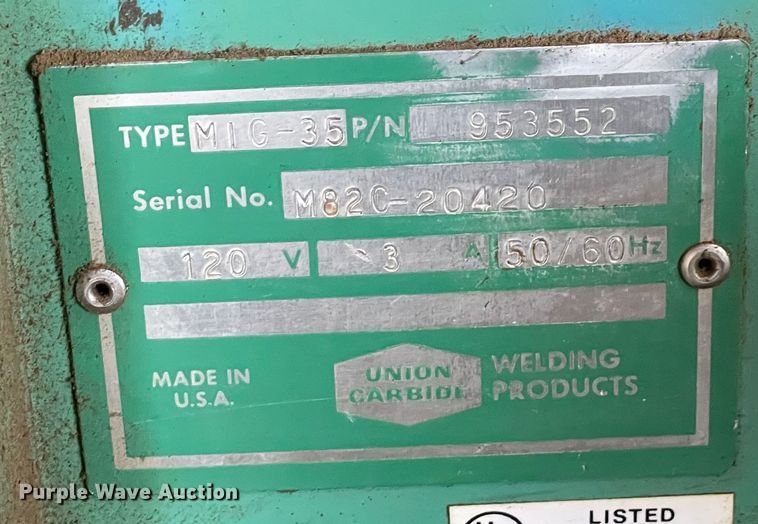 TYPE MIG-35 P/N 953552
Serial No. M82C-20420
120 V 3 A 50/60 Hz
MADE IN
U.S.A.
UNION
CARBIDE
WELDING
PRODUCTS
Purple Wave Auction
LISTED